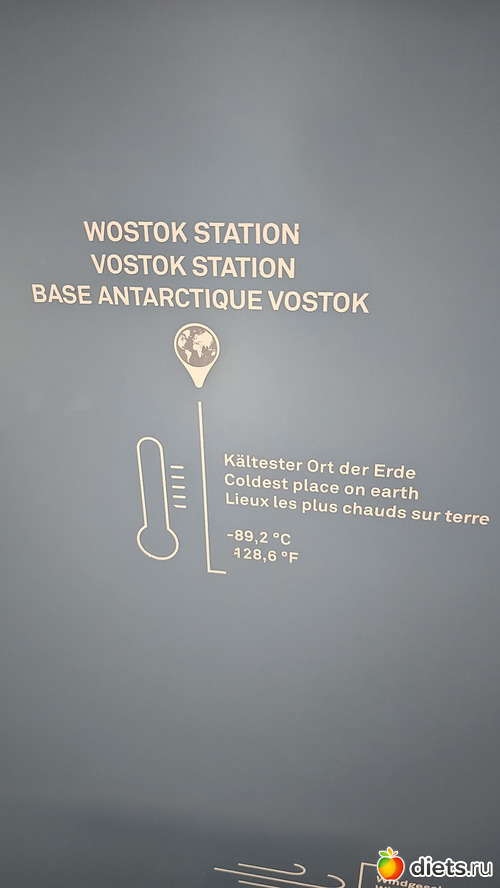 WOSTOK STATION
VOSTOK STATION
BASE ANTARCTIQUE VOSTOK
Kältester Ort der Erde
Coldest place on earth
Lieux les plus chauds sur terre
-89,2 °C
-128,6 °F
diets.ru